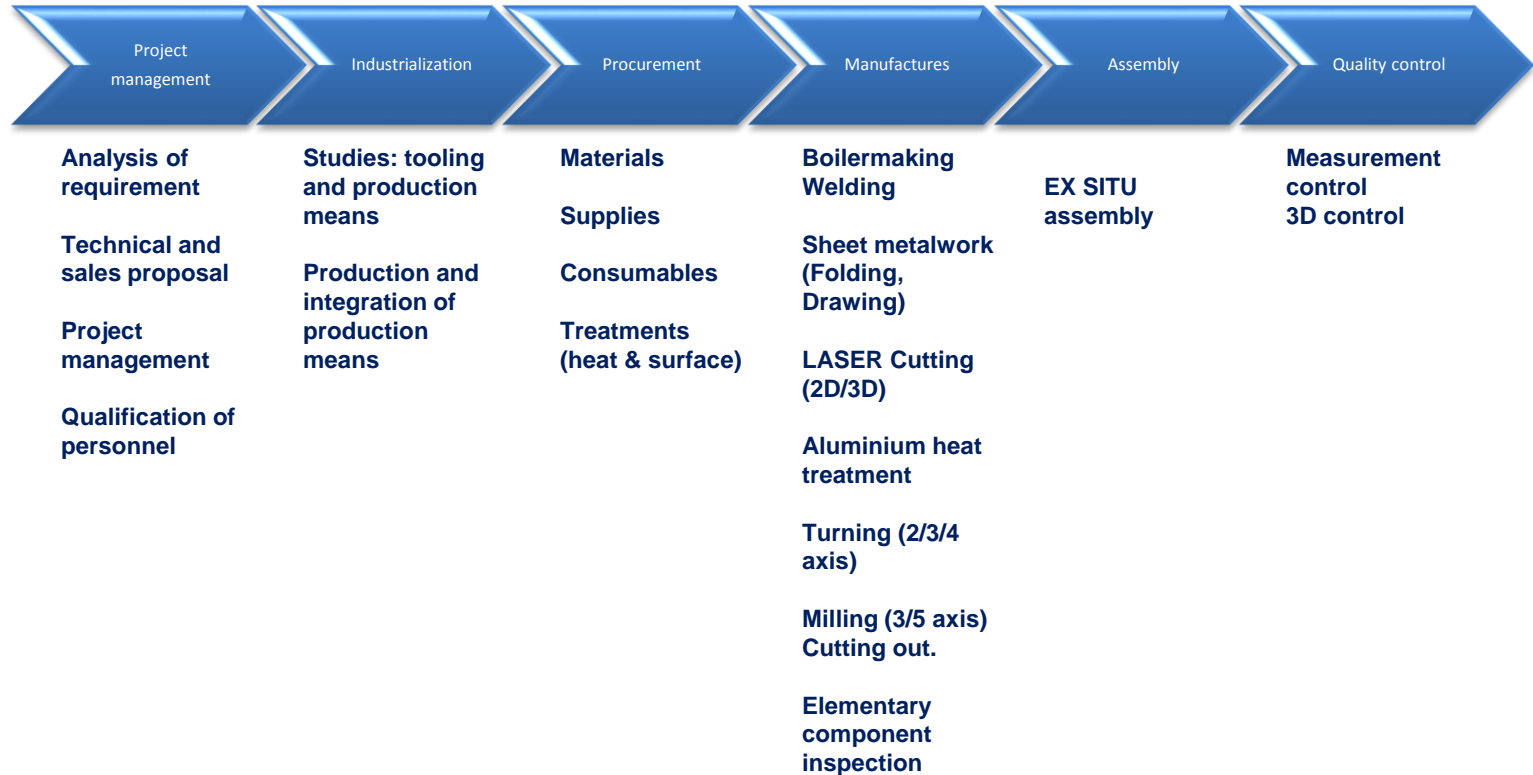 Project
management
Industrialization
Procurement
Manufactures
Assembly
Quality control
Analysis of
requirement
Technical and
sales proposal
Project
management
Qualification of
personnel
Studies: tooling
and production
means
Production and
integration of
production
means
Materials
Supplies
Consumables
Treatments
(heat & surface)
Boilermaking
Welding
Sheet metalwork
(Folding,
Drawing)
LASER Cutting
(2D/3D)
Aluminium heat
treatment
Turning (2/3/4
axis)
Milling (3/5 axis)
Cutting out.
Elementary
component
inspection
EX SITU
assembly
Measurement
control
3D control